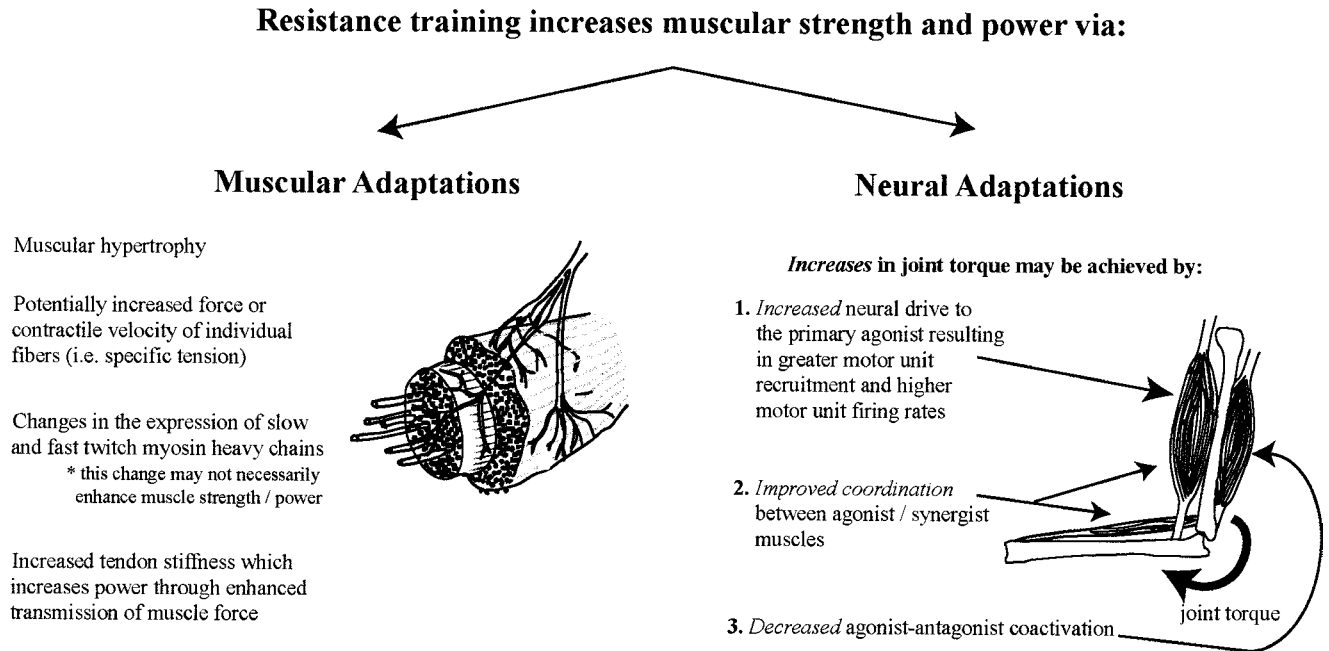 Resistance training increases muscular strength and power via:
Muscular Adaptations
Muscular hypertrophy
Potentially increased force or
contractile velocity of individual
fibers (i.e. specific tension)
Changes in the expression of slow
and fast twitch myosin heavy chains
* this change may not necessarily
enhance muscle strength / power
Increased tendon stiffness which
increases power through enhanced
transmission of muscle force
Neural Adaptations
Increases in joint torque may be achieved by:
1. Increased neural drive to
the primary agonist resulting
in greater motor unit
recruitment and higher
motor unit firing rates
2. Improved coordination
between agonist / synergist
muscles
3. Decreased agonist-antagonist coactivation
joint torque